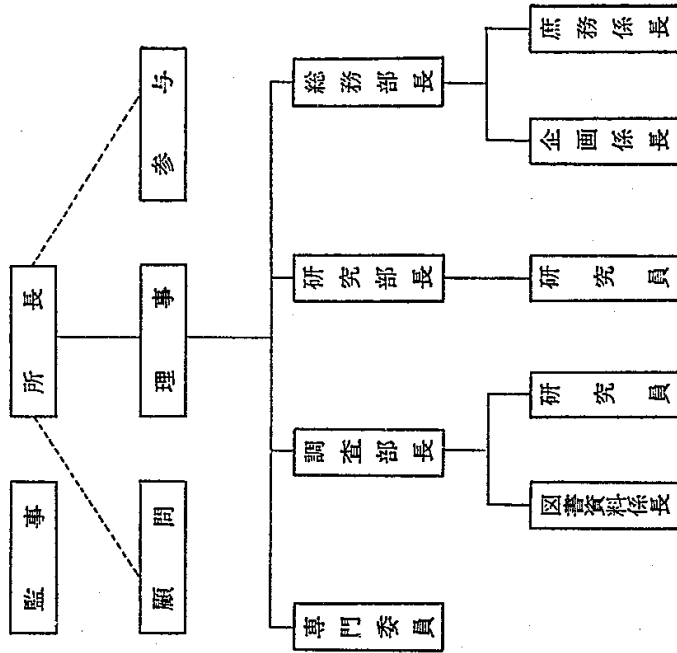 監事
所長
顧問
理事
参与
専門委員
調査部長
研究部長
総務部長
図書資料係長
研究員
研究員
企画係長
庶務係長